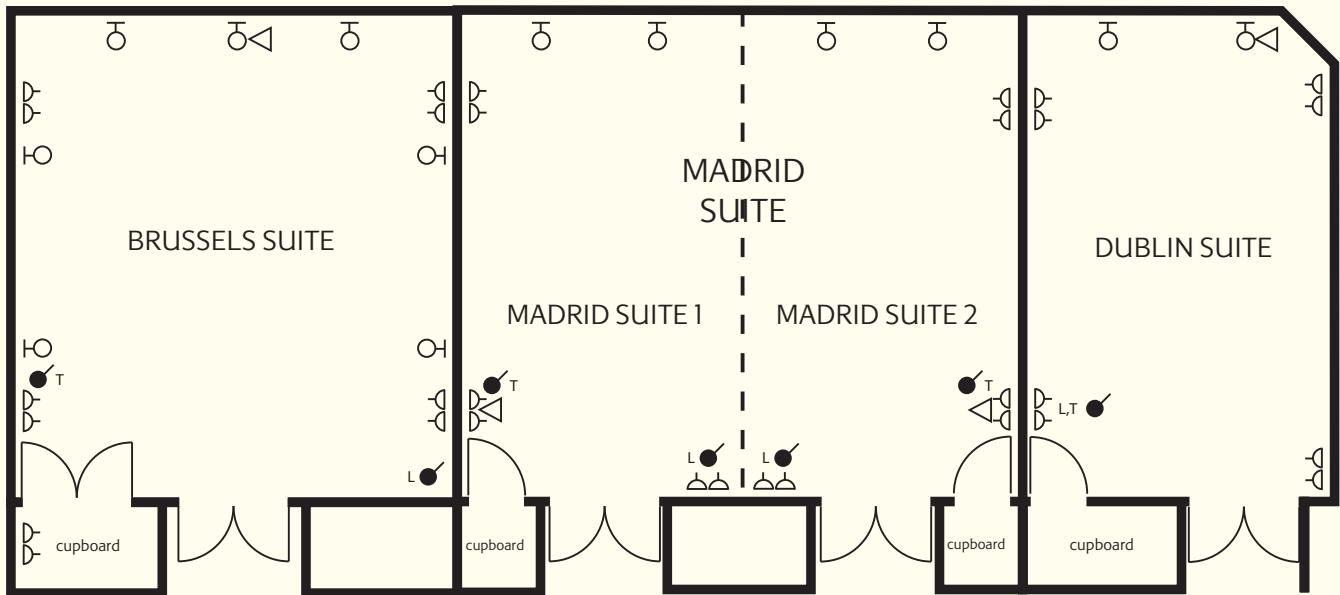 MADRID
SUITE
BRUSSELS SUITE
DUBLIN SUITE
MADRID SUITE 1
MADRID SUITE 2
T
T
T
L,T
L
L
L
cupboard
cupboard
cupboard
cupboard